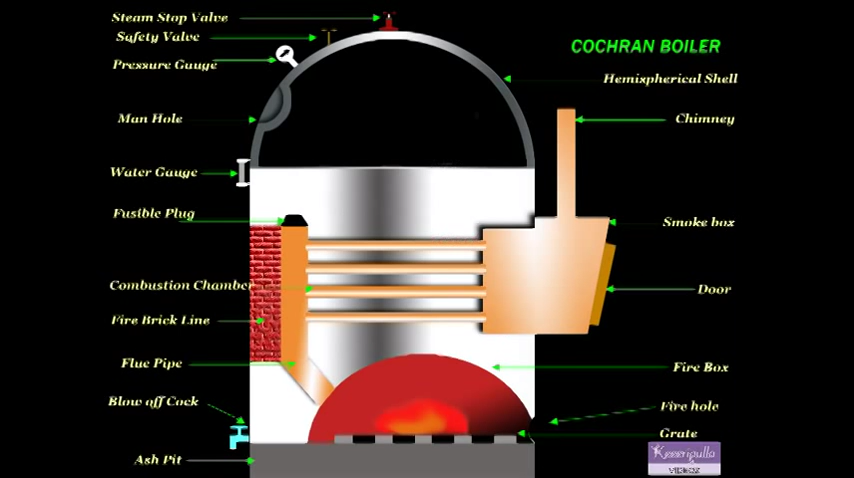 Steam Stop Valve
Safety Valve
Pressure Gauge
Man Hole
Water Gauge
Fusible Plug
Combustion Chamber
Fire Brick Line
Flue Pipe
Blow off Cock
Ash Pit
COCHRAN BOILER
Hemispherical Shell
Chimney
Smoke box
Door
Fire Box
Fire hole
Grate